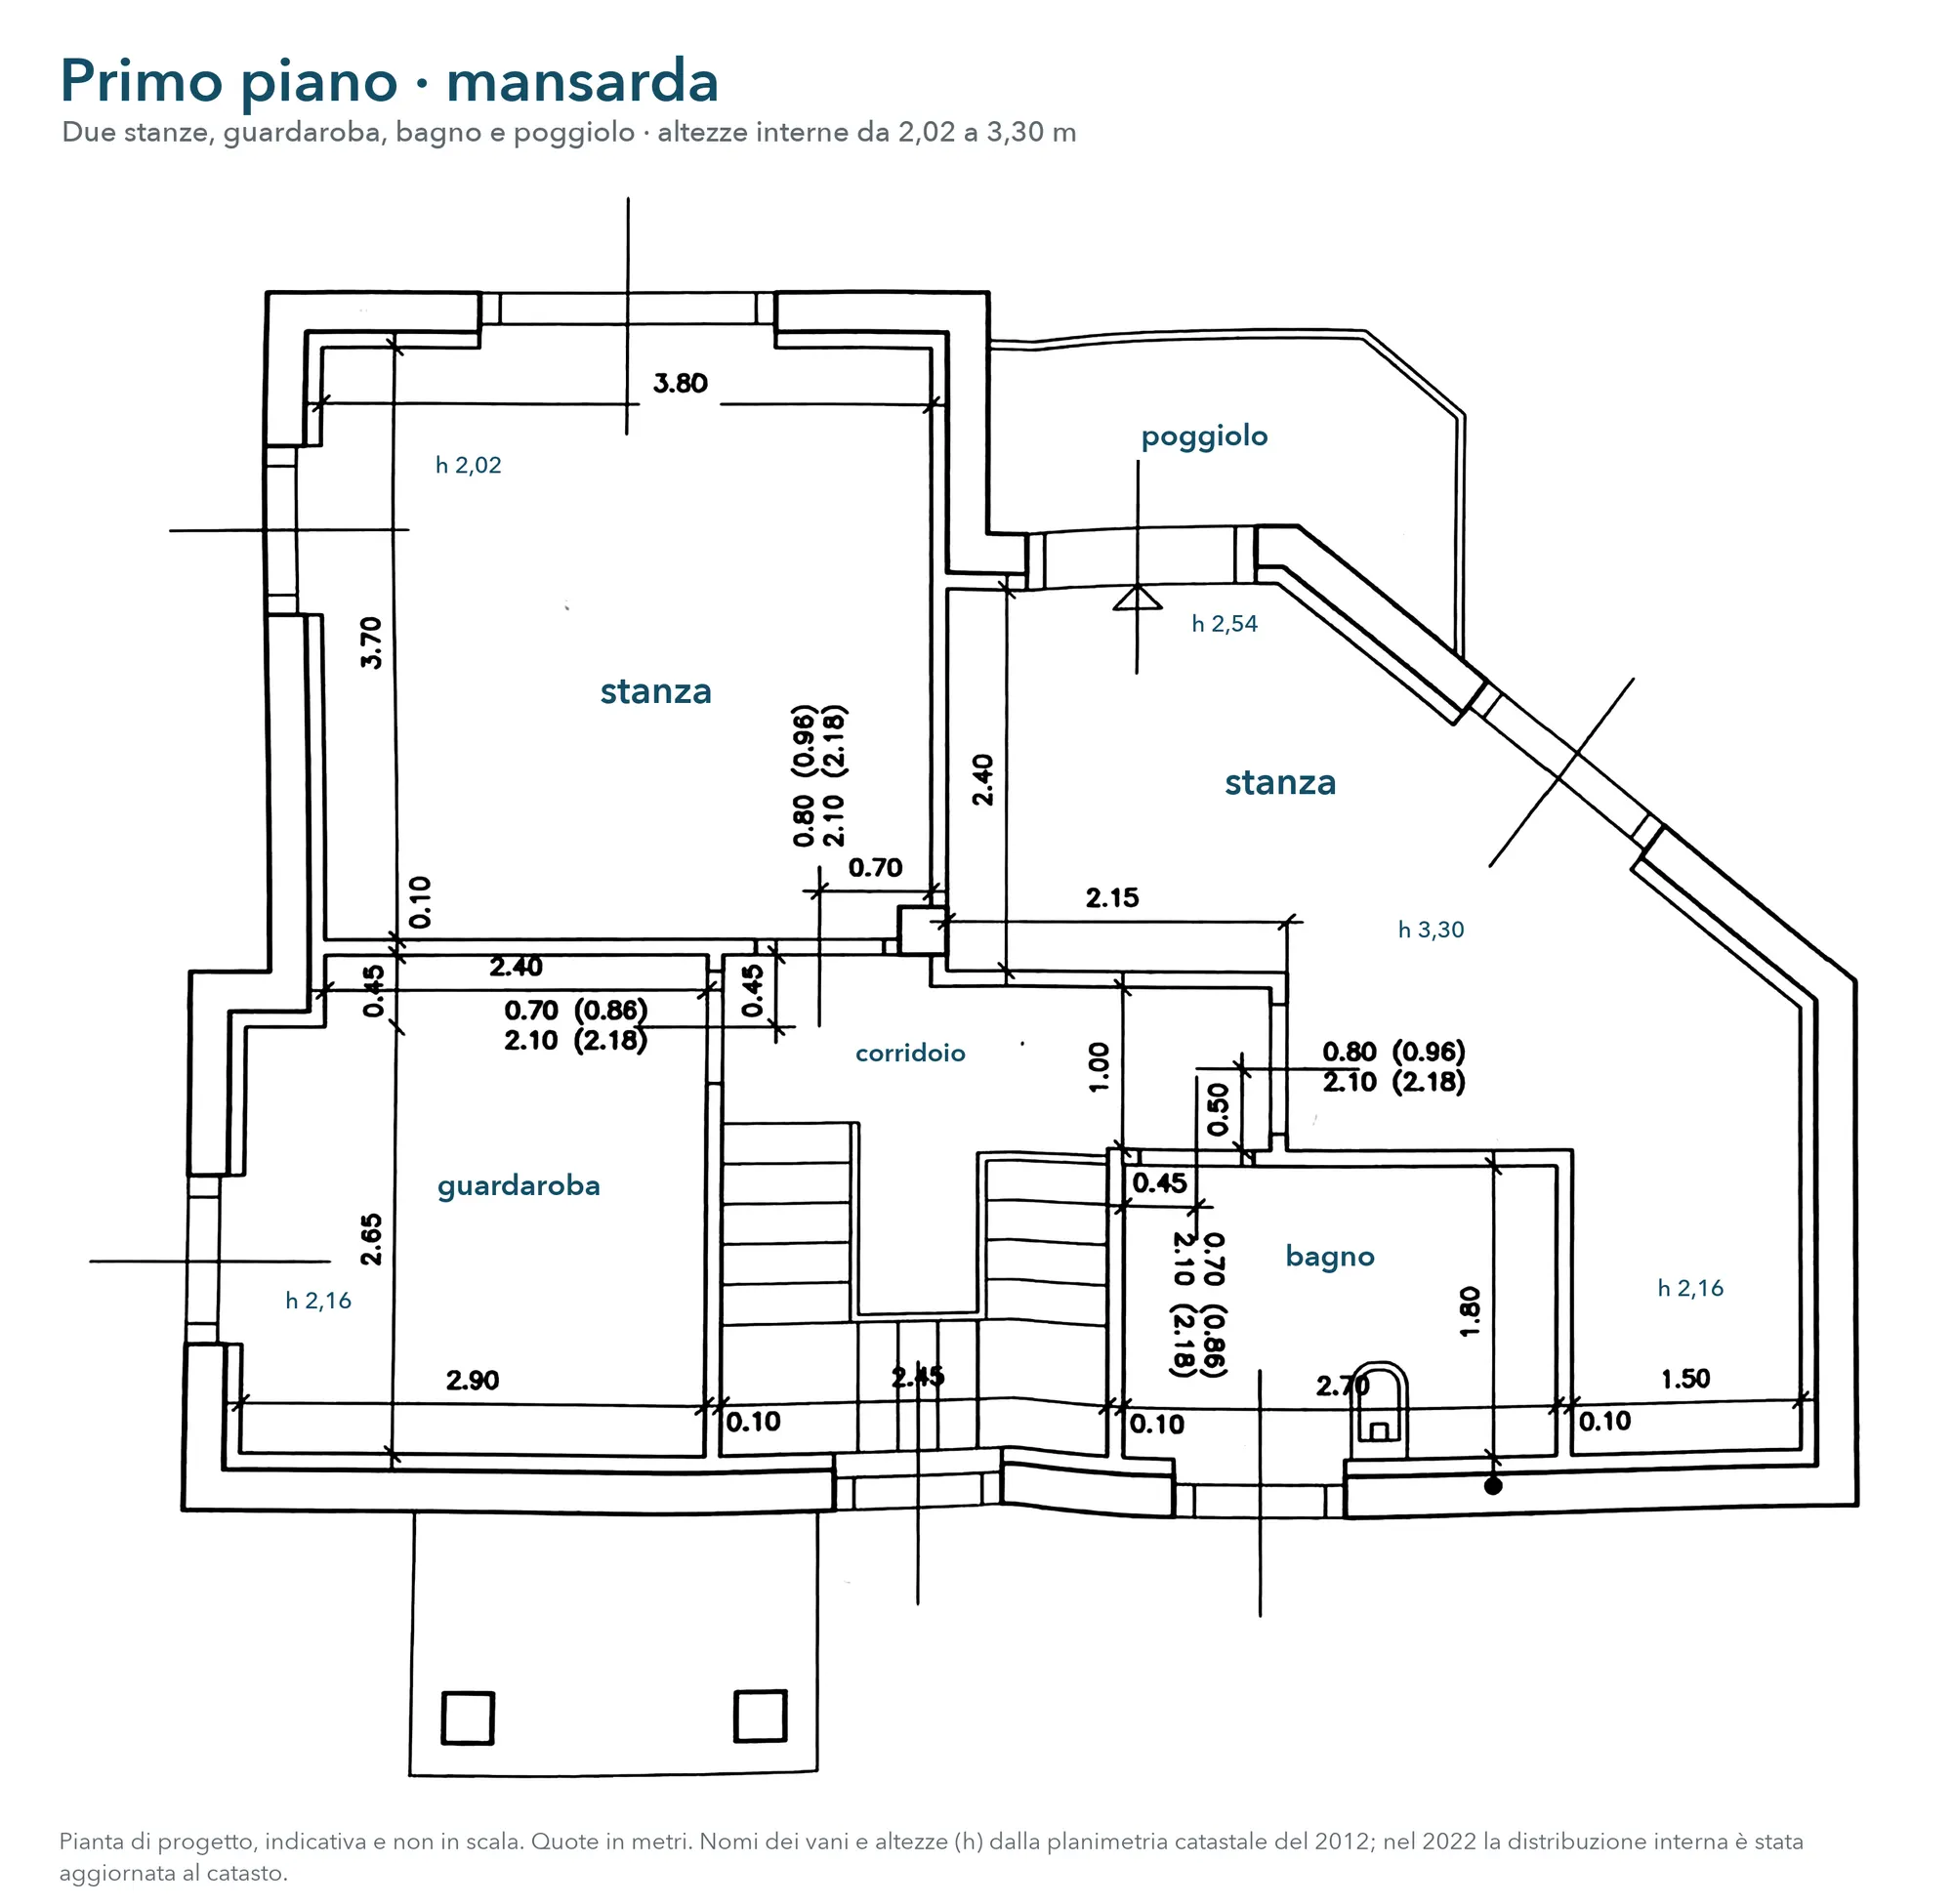 Primo piano · mansarda
Due stanze, guardaroba, bagno e poggiolo · altezze interne da 2,02 a 3,30 m
3.80
poggiolo
h 2,02
h 2,54
3.70
stanza
0.80 (0.96)
2.10 (2.18)
2.40
stanza
0.70
0.10
2.15
h 3,30
2.40
0.45
0.45
0.70 (0.86)
2.10 (2.18)
corridoio
1.00
0.80 (0.96)
2.10 (2.18)
0.50
guardaroba
0.45
2.65
0.70 (0.86)
2.10 (2.18)
bagno
h 2,16
h 2,16
1.80
2.90
2.45
2.70
1.50
0.10
0.10
0.10
Pianta di progetto, indicativa e non in scala. Quote in metri. Nomi dei vani e altezze (h) dalla planimetria catastale del 2012; nel 2022 la distribuzione interna è stata
aggiornata al catasto.